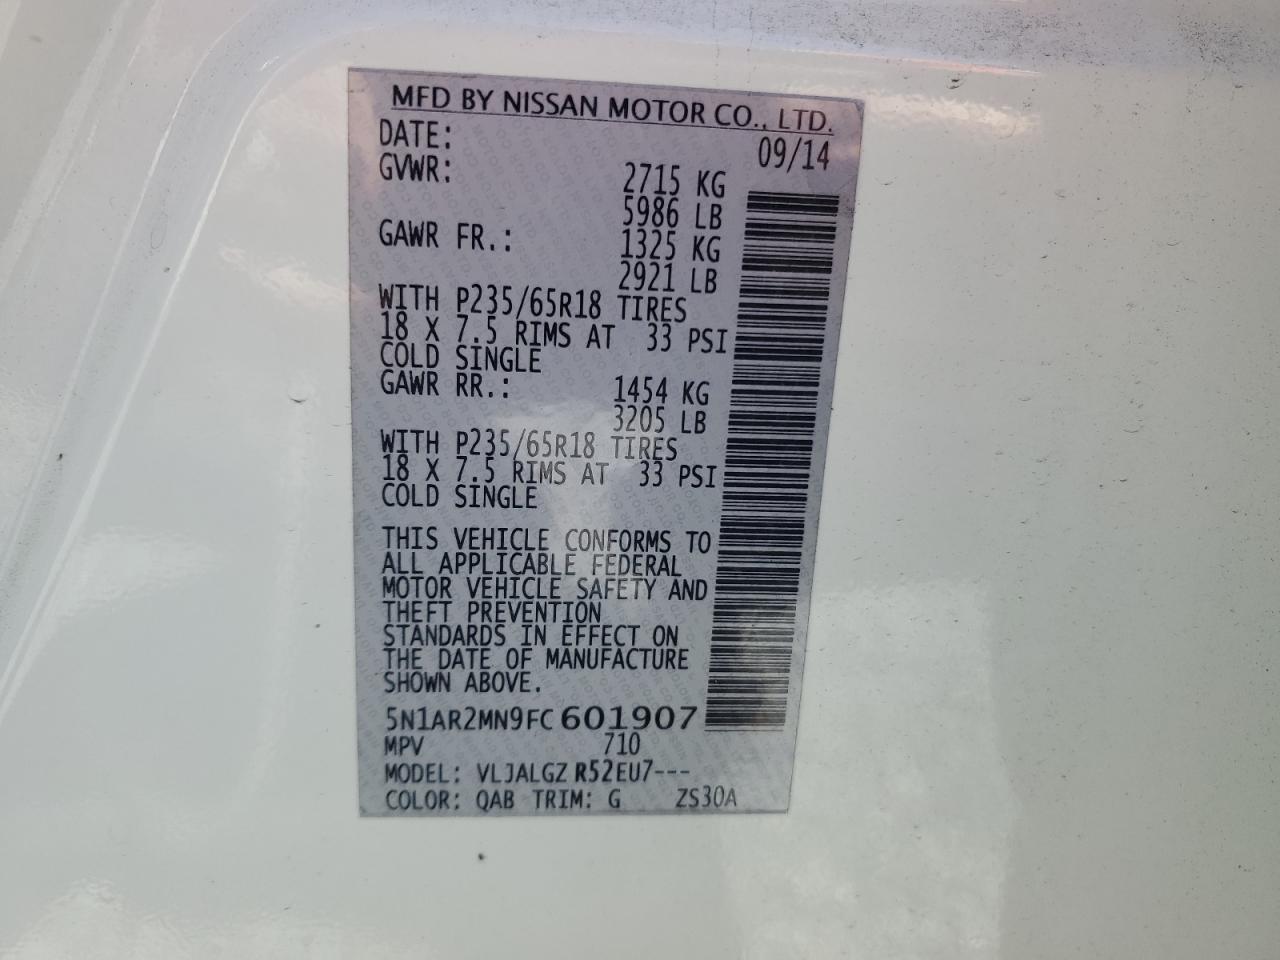 MFD BY NISSAN MOTOR CO., LTD.
DATE: 09/14
GVWR: 2715 KG
5986 LB
GAWR FR.: 1325 KG
2921 LB
WITH P235/65R18 TIRES
18 X 7.5 RIMS AT 33 PSI
COLD SINGLE
GAWR RR.: 1454 KG
3205 LB
WITH P235/65R18 TIRES
18 X 7.5 RIMS AT 33 PSI
COLD SINGLE
THIS VEHICLE CONFORMS TO
ALL APPLICABLE FEDERAL
MOTOR VEHICLE SAFETY AND
THEFT PREVENTION
STANDARDS IN EFFECT ON
THE DATE OF MANUFACTURE
SHOWN ABOVE.
5N1AR2MN9FC601907
MPV 710
MODEL: VLJALGZ R52EU7---
COLOR: QAB TRIM: G ZS30A